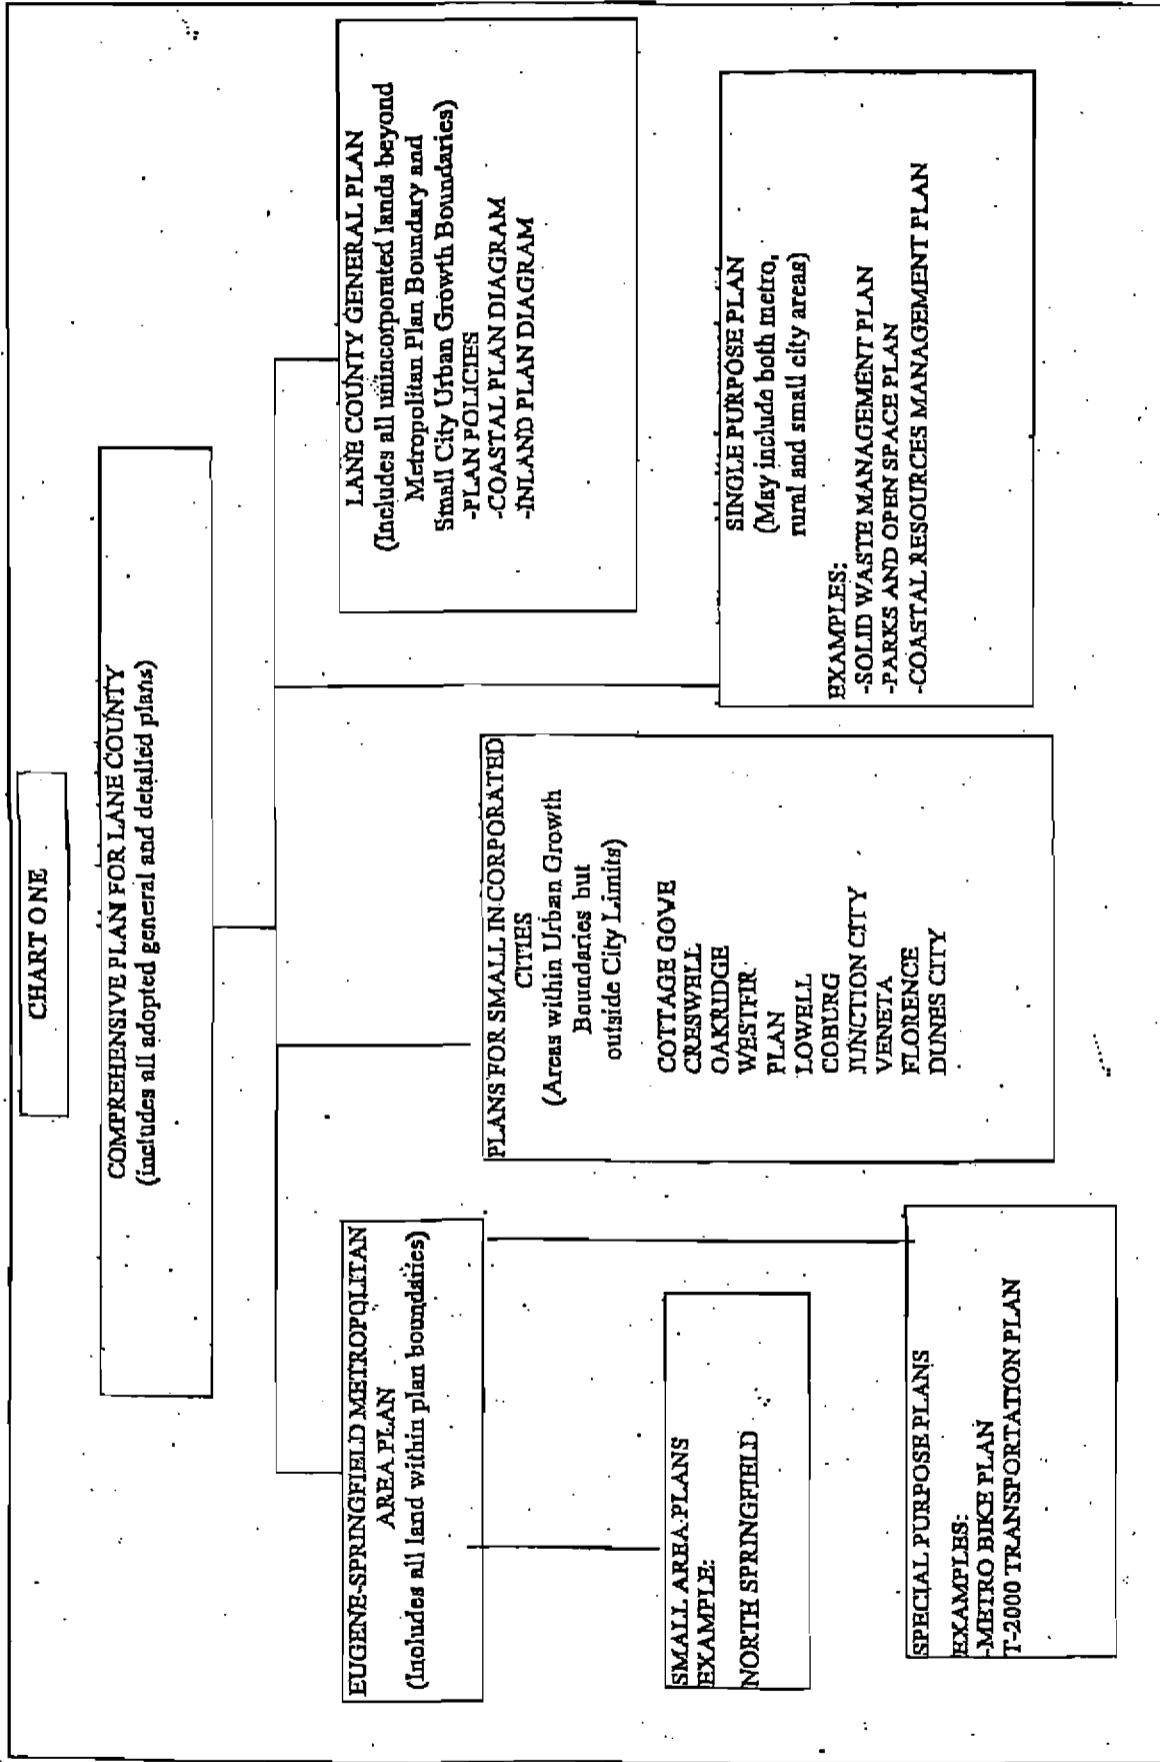 CHART ONE
COMPREHENSIVE PLAN FOR LANE COUNTY
(includes all adopted general and detailed plans)
EUGENE-SPRINGFIELD METROPOLITAN
AREA PLAN
(Includes all land within plan boundaries)
SMALL AREA PLANS
EXAMPLE:
NORTH SPRINGFIELD
SPECIAL PURPOSE PLANS
EXAMPLES:
-METRO BIKE PLAN
T-2000 TRANSPORTATION PLAN
PLANS FOR SMALL INCORPORATED
CITIES
(Areas within Urban Growth
Boundaries but
outside City Limits)
COTTAGE GOVE
CRESWELL
OAKRIDGE
WESTFIR
PLAN
LOWELL
COBURG
JUNCTION CITY
VENETA
FLORENCE
DUNES CITY
LANE COUNTY GENERAL PLAN
(Includes all unincorporated lands beyond
Metropolitan Plan Boundary and
Small City Urban Growth Boundaries)
-PLAN POLICIES
-COASTAL PLAN DIAGRAM
-INLAND PLAN DIAGRAM
SINGLE PURPOSE PLAN
(May include both metro,
rural and small city areas)
EXAMPLES:
-SOLID WASTE MANAGEMENT PLAN
-PARKS AND OPEN SPACE PLAN
-COASTAL RESOURCES MANAGEMENT PLAN